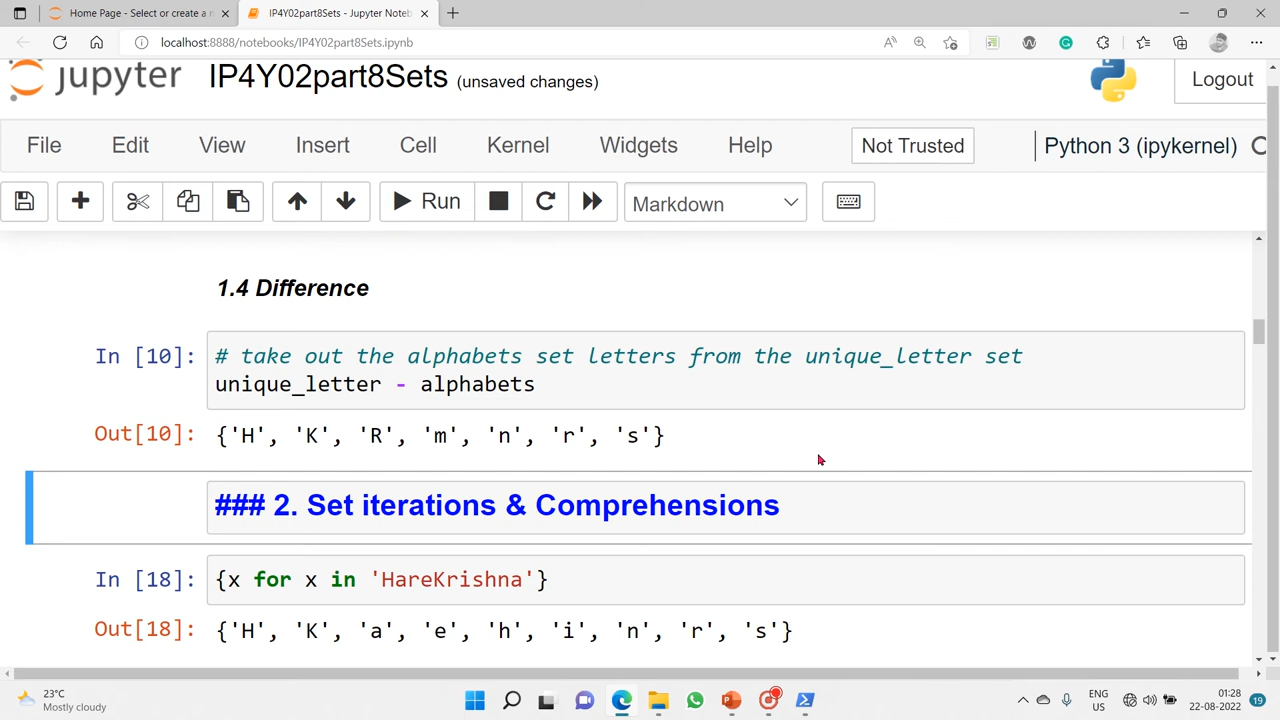 Home Page - Select or create a n
IP4Y02part8Sets - Jupyter Noteb
localhost:8888/notebooks/IP4Y02part8Sets.ipynb
jupyter IP4Y02part8Sets (unsaved changes) Logout
File Edit View Insert Cell Kernel Widgets Help Not Trusted Python 3 (ipykernel)
Run Markdown
1.4 Difference
In [10]: # take out the alphabets set letters from the unique_letter set
unique_letter - alphabets
Out[10]: {'H', 'K', 'R', 'm', 'n', 'r', 's'}
### 2. Set iterations & Comprehensions
In [18]: {x for x in 'HareKrishna'}
Out[18]: {'H', 'K', 'a', 'e', 'h', 'i', 'n', 'r', 's'}
23°C
Mostly cloudy
ENG
US
01:28
22-08-2022
19